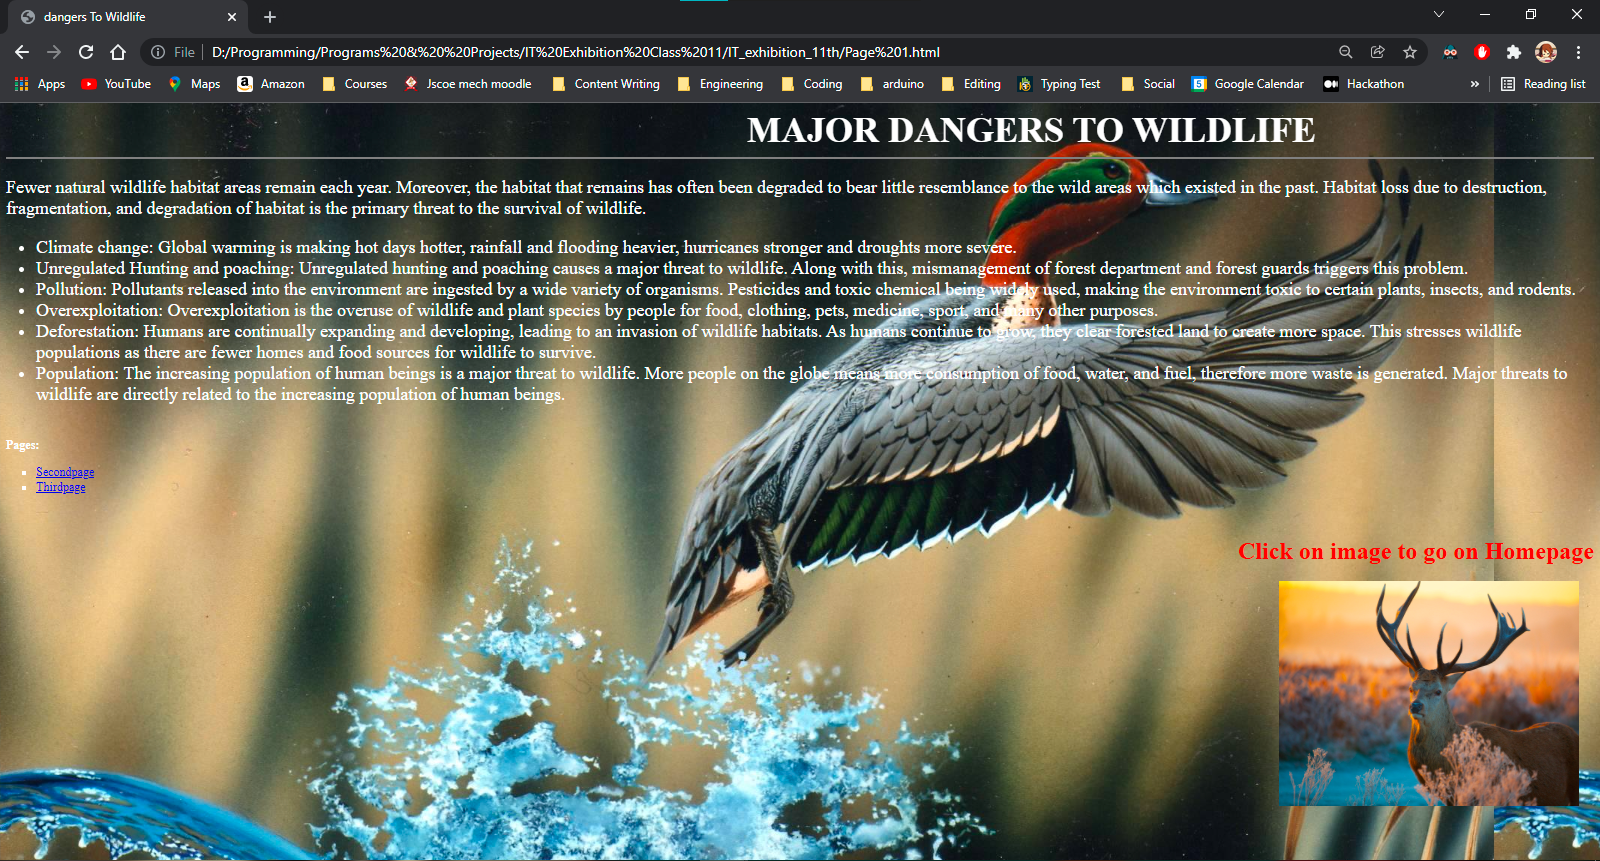 dangers To Wildlife
File
D:/Programming/Programs%20&%20%20Projects/IT%20Exhibition%20Class%2011/IT_exhibition_11th/Page%201.html
Apps YouTube Maps Amazon Courses Jscoe mech moodle Content Writing Engineering Coding arduino Editing Typing Test Social 5 Google Calendar Hackathon » Reading list
MAJOR DANGERS TO WILDLIFE
Fewer natural wildlife habitat areas remain each year. Moreover, the habitat that remains has often been degraded to bear little resemblance to the wild areas which existed in the past. Habitat loss due to destruction,
fragmentation, and degradation of habitat is the primary threat to the survival of wildlife.
• Climate change: Global warming is making hot days hotter, rainfall and flooding heavier, hurricanes stronger and droughts more severe.
• Unregulated Hunting and poaching: Unregulated hunting and poaching causes a major threat to wildlife. Along with this, mismanagement of forest department and forest guards triggers this problem.
• Pollution: Pollutants released into the environment are ingested by a wide variety of organisms. Pesticides and toxic chemical being widely used, making the environment toxic to certain plants, insects, and rodents.
• Overexploitation: Overexploitation is the overuse of wildlife and plant species by people for food, clothing, pets, medicine, sport, and many other purposes.
• Deforestation: Humans are continually expanding and developing, leading to an invasion of wildlife habitats. As humans continue to grow, they clear forested land to create more space. This stresses wildlife
populations as there are fewer homes and food sources for wildlife to survive.
• Population: The increasing population of human beings is a major threat to wildlife. More people on the globe means more consumption of food, water, and fuel, therefore more waste is generated. Major threats to
wildlife are directly related to the increasing population of human beings.
Pages:
▪ Secondpage
▪ Thirdpage
Click on image to go on Homepage